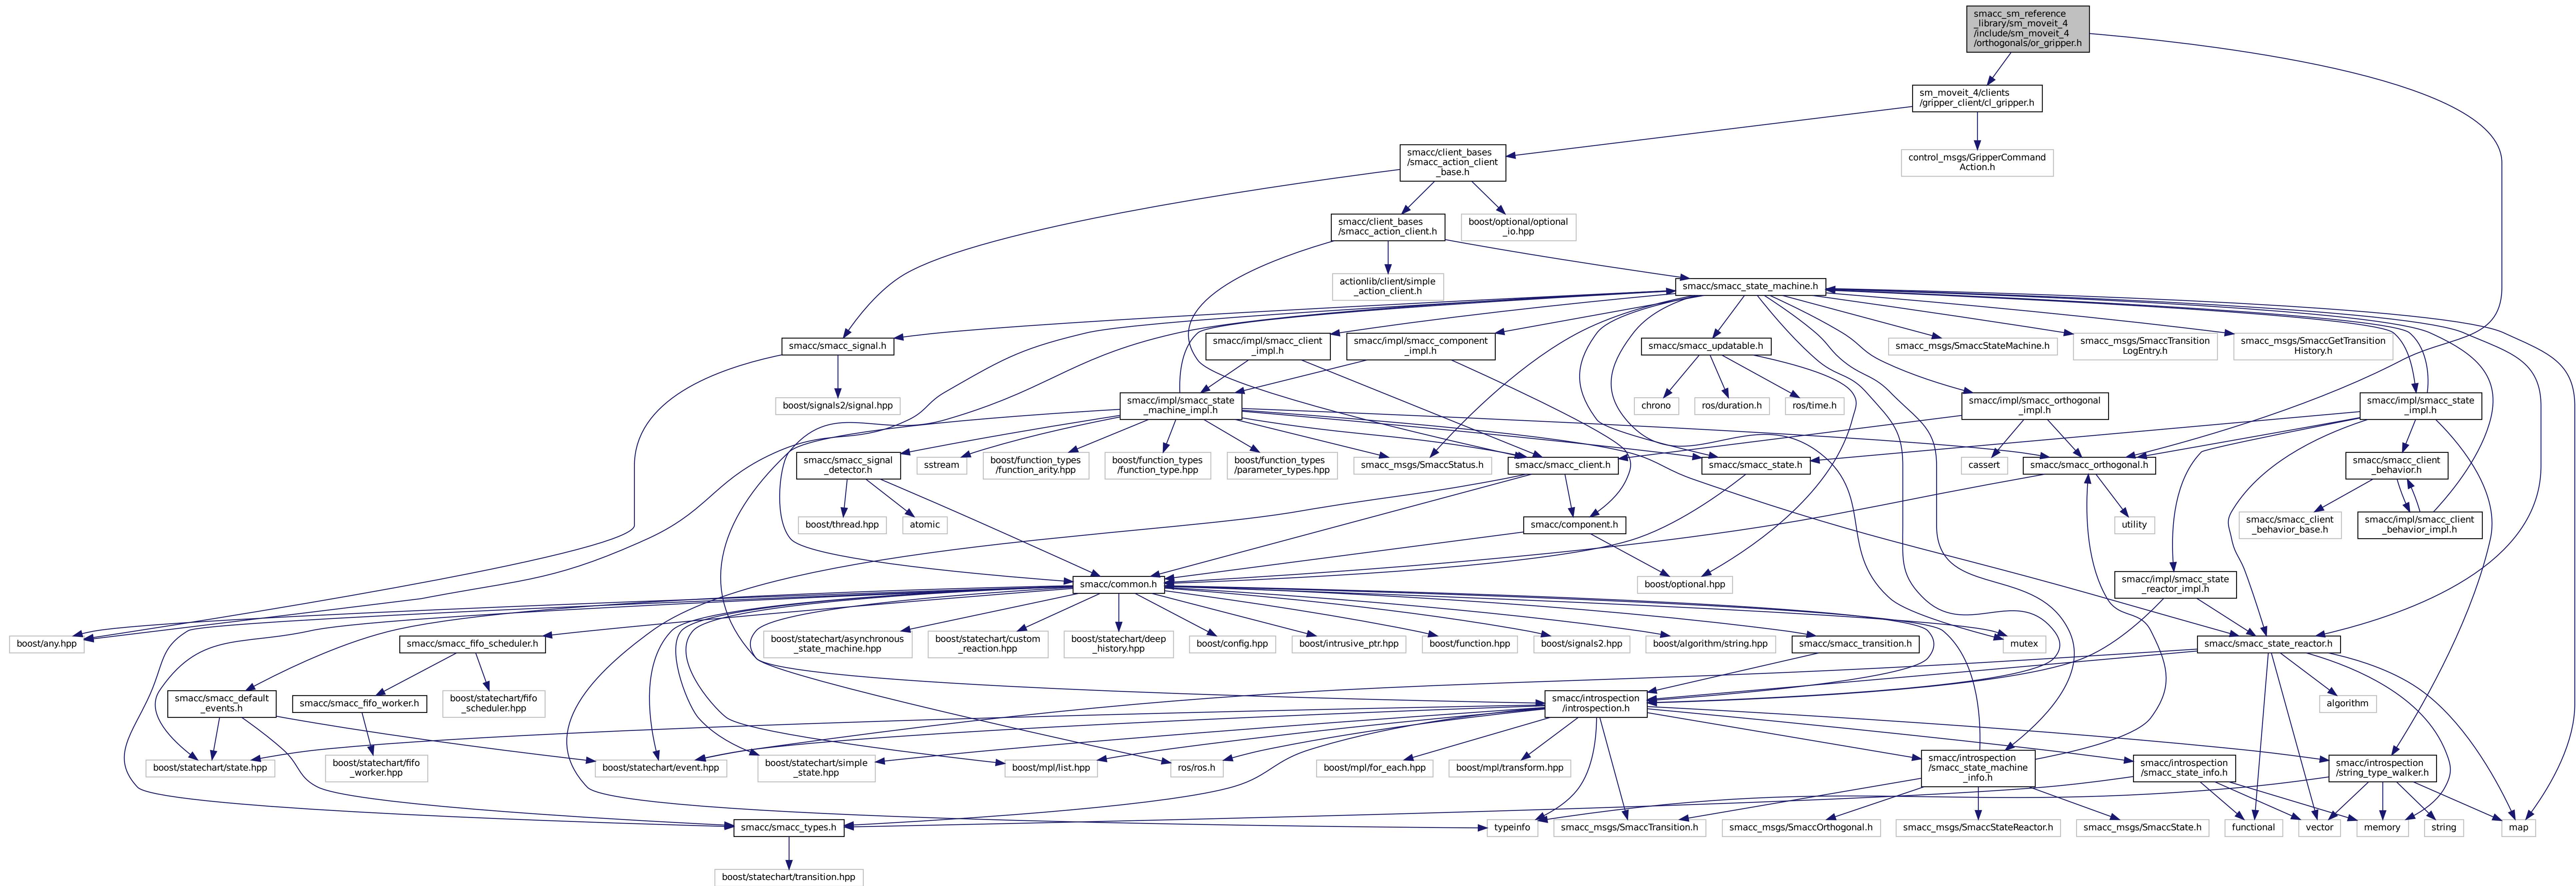 smacc_sm_reference
_library/sm_moveit_4
/include/sm_moveit_4
/orthogonals/or_gripper.h
sm_moveit_4/clients
/gripper_client/cl_gripper.h
smacc/client_bases
/smacc_action_client
_base.h
control_msgs/GripperCommand
Action.h
smacc/client_bases
/smacc_action_client.h
boost/optional/optional
_io.hpp
actionlib/client/simple
_action_client.h
smacc/smacc_state_machine.h
smacc/smacc_signal.h
smacc/impl/smacc_client
_impl.h
smacc/impl/smacc_component
_impl.h
smacc/smacc_updatable.h
smacc_msgs/SmaccStateMachine.h
smacc_msgs/SmaccTransition
LogEntry.h
smacc_msgs/SmaccGetTransition
History.h
boost/signals2/signal.hpp
smacc/impl/smacc_state
_machine_impl.h
chrono
ros/duration.h
ros/time.h
smacc/impl/smacc_orthogonal
_impl.h
smacc/impl/smacc_state
_impl.h
smacc/smacc_signal
_detector.h
sstream
boost/function_types
/function_arity.hpp
boost/function_types
/function_type.hpp
boost/function_types
/parameter_types.hpp
smacc_msgs/SmaccStatus.h
smacc/smacc_client.h
smacc/smacc_state.h
cassert
smacc/smacc_orthogonal.h
smacc/smacc_client
_behavior.h
boost/thread.hpp
atomic
smacc/component.h
utility
smacc/smacc_client
_behavior_base.h
smacc/impl/smacc_client
_behavior_impl.h
smacc/common.h
boost/optional.hpp
smacc/impl/smacc_state
_reactor_impl.h
boost/any.hpp
smacc/smacc_fifo_scheduler.h
boost/statechart/asynchronous
_state_machine.hpp
boost/statechart/custom
_reaction.hpp
boost/statechart/deep
_history.hpp
boost/config.hpp
boost/intrusive_ptr.hpp
boost/function.hpp
boost/signals2.hpp
boost/algorithm/string.hpp
smacc/smacc_transition.h
mutex
smacc/smacc_state_reactor.h
smacc/smacc_default
_events.h
smacc/smacc_fifo_worker.h
boost/statechart/fifo
_scheduler.hpp
smacc/introspection
/introspection.h
algorithm
boost/statechart/state.hpp
boost/statechart/fifo
_worker.hpp
boost/statechart/event.hpp
boost/statechart/simple
_state.hpp
boost/mpl/list.hpp
ros/ros.h
boost/mpl/for_each.hpp
boost/mpl/transform.hpp
smacc/introspection
/smacc_state_machine
_info.h
smacc/introspection
/smacc_state_info.h
smacc/introspection
/string_type_walker.h
smacc/smacc_types.h
typeinfo
smacc_msgs/SmaccTransition.h
smacc_msgs/SmaccOrthogonal.h
smacc_msgs/SmaccStateReactor.h
smacc_msgs/SmaccState.h
functional
vector
memory
string
map
boost/statechart/transition.hpp